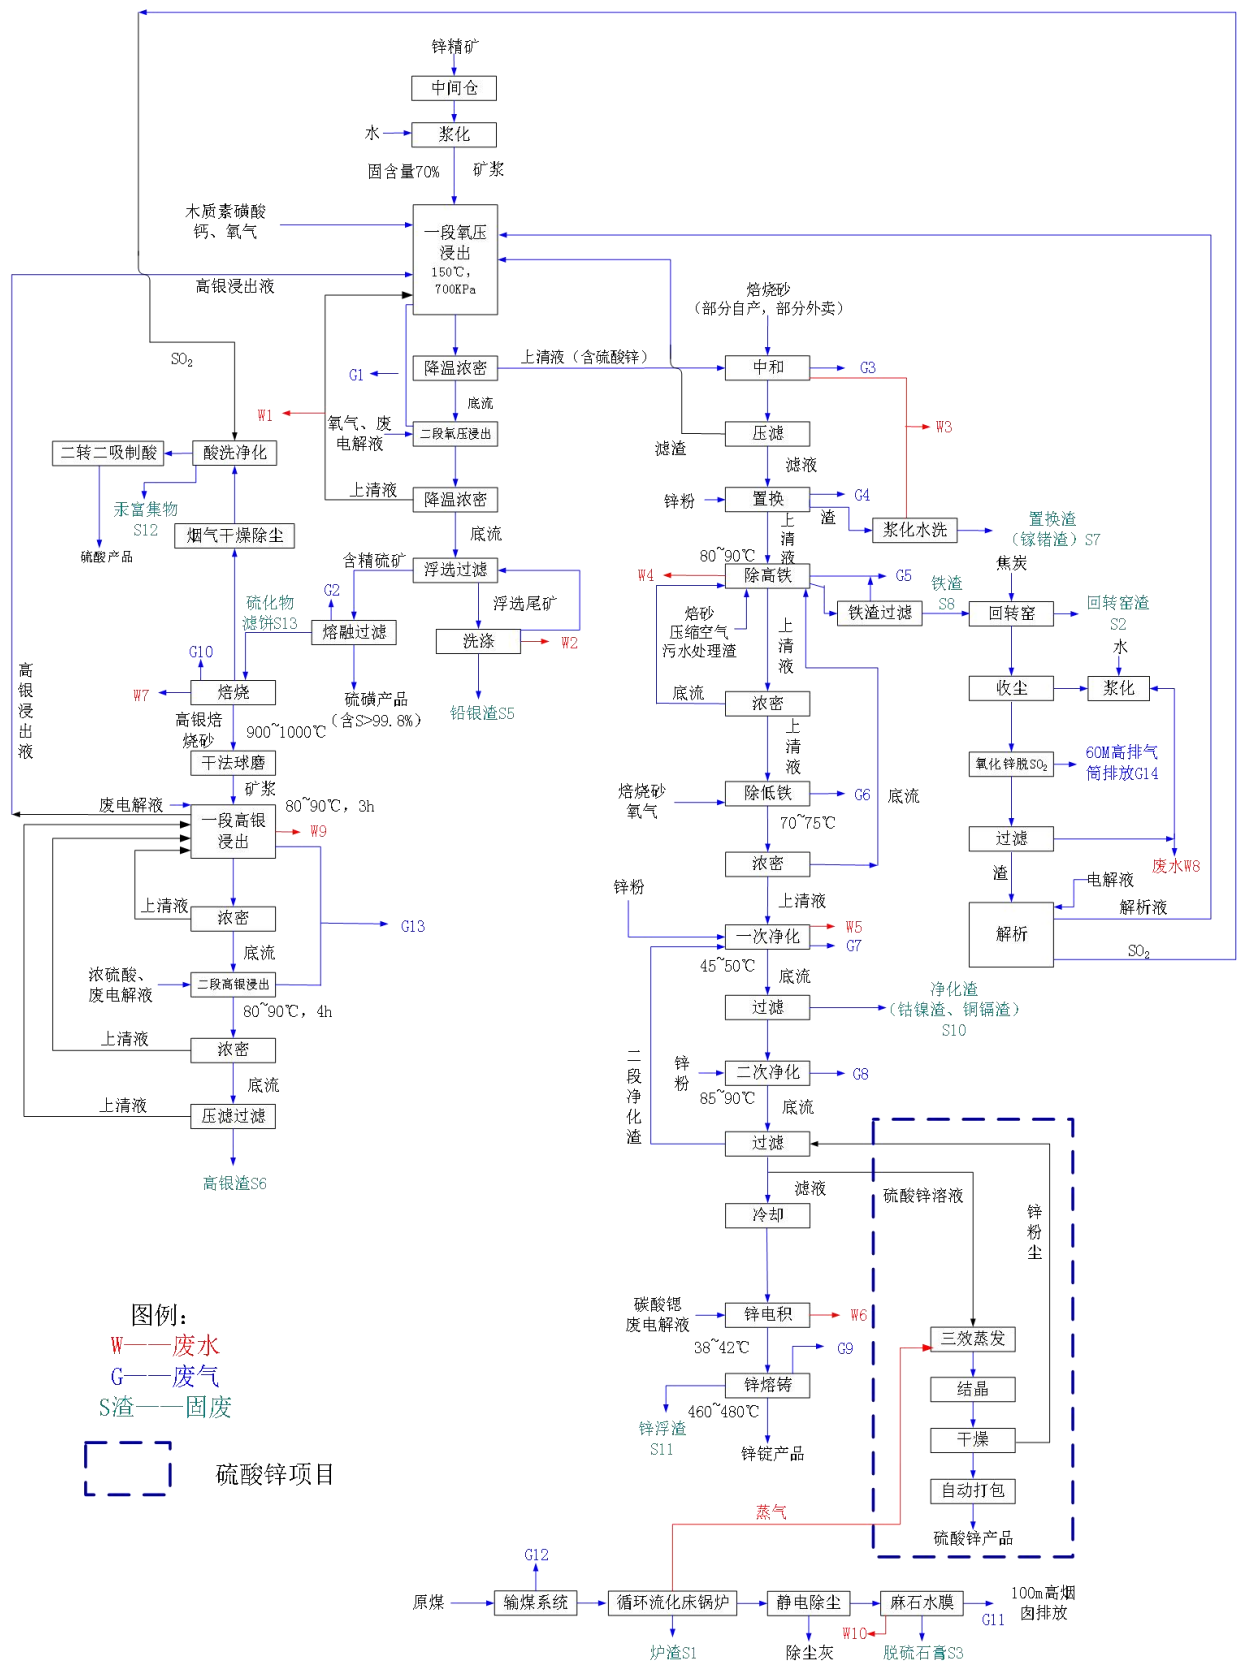 锌精矿
中间仓
水
浆化
固含量70%
矿浆
木质素磺酸
钙、氧气
一段氧压
浸出
150℃,
700KPa
高银浸出液
焙烧砂
(部分自产,部分外卖)
SO₂
降温浓密
上清液(含硫酸锌)
中和
G3
G1
底流
W1
氧气、废
电解液
二段氧压浸出
压滤
W3
滤渣
滤液
二转二吸制酸
酸洗净化
汞富集物
S12
上清液
降温浓密
锌粉
置换
G4
渣
浆化水洗
置换渣
(镓锗渣)S7
硫酸产品
烟气干燥除尘
底流
上清液
80~90℃
含精硫矿
浮选过滤
W4
除高铁
G5
铁渣
S8
焦炭
硫化物
滤饼S13
G2
浮选尾矿
熔融过滤
洗涤
W2
焙砂
压缩空气
污水处理渣
上清液
铁渣过滤
回转窑
回转窑渣
S2
水
G10
W7
焙烧
硫磺产品
(含S>99.8%)
铅银渣S5
底流
浓密
收尘
浆化
高银浸出液
高银焙
烧砂
900~1000℃
干法球磨
上清液
氧化锌脱SO₂
60M高排气
筒排放G14
矿浆
废电解液
80~90℃,3h
一段高银
浸出
W9
焙烧砂
氧气
除低铁
G6
底流
70~75℃
过滤
浓密
渣
废水W8
上清液
浓密
锌粉
上清液
电解液
解析液
解析
SO₂
G13
一次净化
W5
G7
底流
45~50℃
底流
浓硫酸、
废电解液
二段高银浸出
80~90℃,4h
过滤
净化渣
(钴镍渣、铜镉渣)
S10
上清液
浓密
二段净化渣
锌粉
二次净化
G8
85~90℃
底流
底流
上清液
压滤过滤
过滤
高银渣S6
滤液
硫酸锌溶液
锌粉尘
冷却
图例:
W——废水
G——废气
S渣——固废
硫酸锌项目
碳酸锶
废电解液
锌电积
W6
38~42℃
G9
三效蒸发
锌熔铸
460~480℃
结晶
锌浮渣
S11
锌锭产品
干燥
自动打包
蒸气
硫酸锌产品
G12
原煤
输煤系统
循环流化床锅炉
静电除尘
麻石水膜
G11
100m高烟
囱排放
炉渣S1
除尘灰
W10
脱硫石膏S3